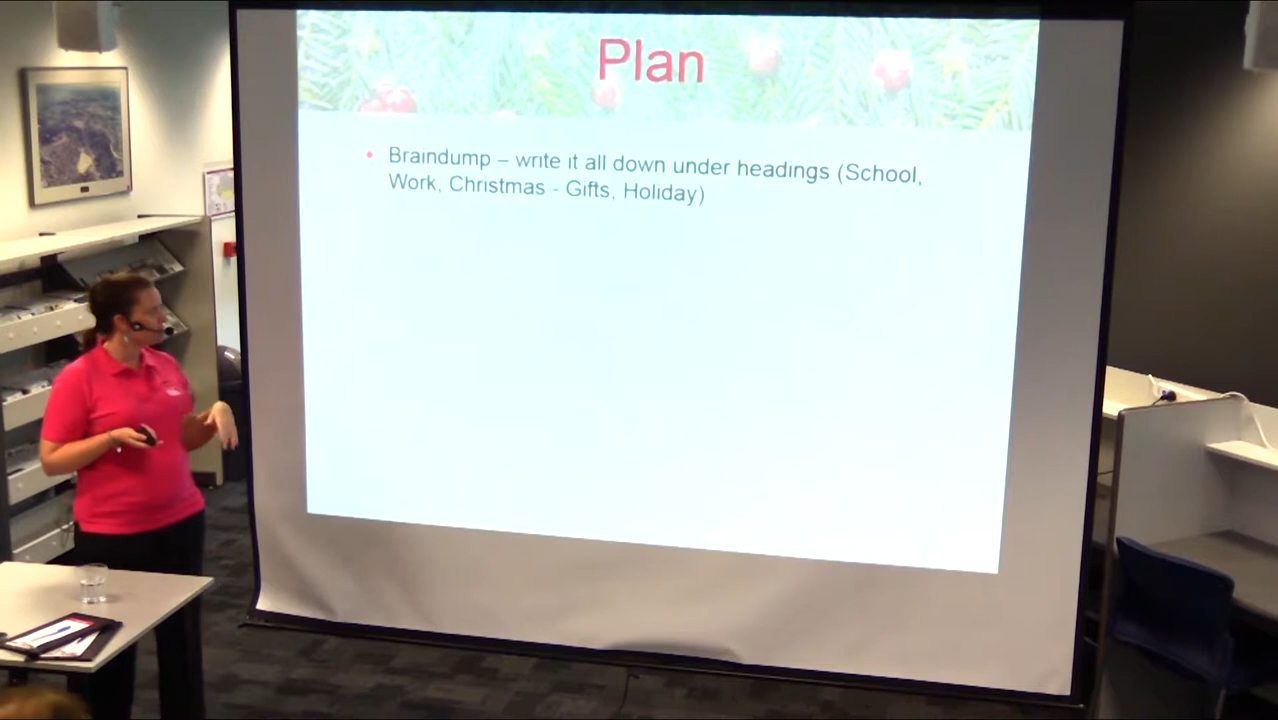 Plan
Braindump – write it all down under headings (School,
Work, Christmas - Gifts, Holiday)